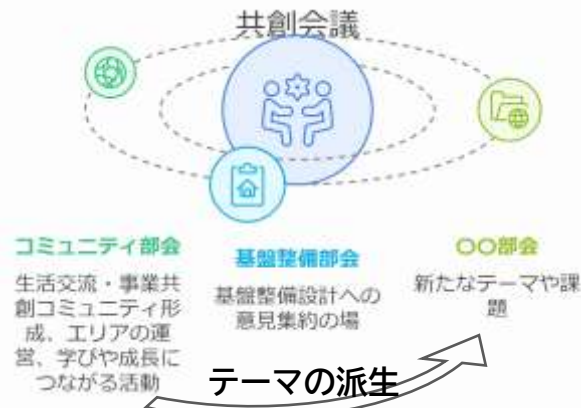 共創会議
コミュニティ部会
生活交流・事業共
創コミュニティ形
成、エリアの運
営、学びや成長に
つながる活動
基盤整備部会
基盤整備設計への
意見集約の場
〇〇部会
新たなテーマや課
題
テーマの派生